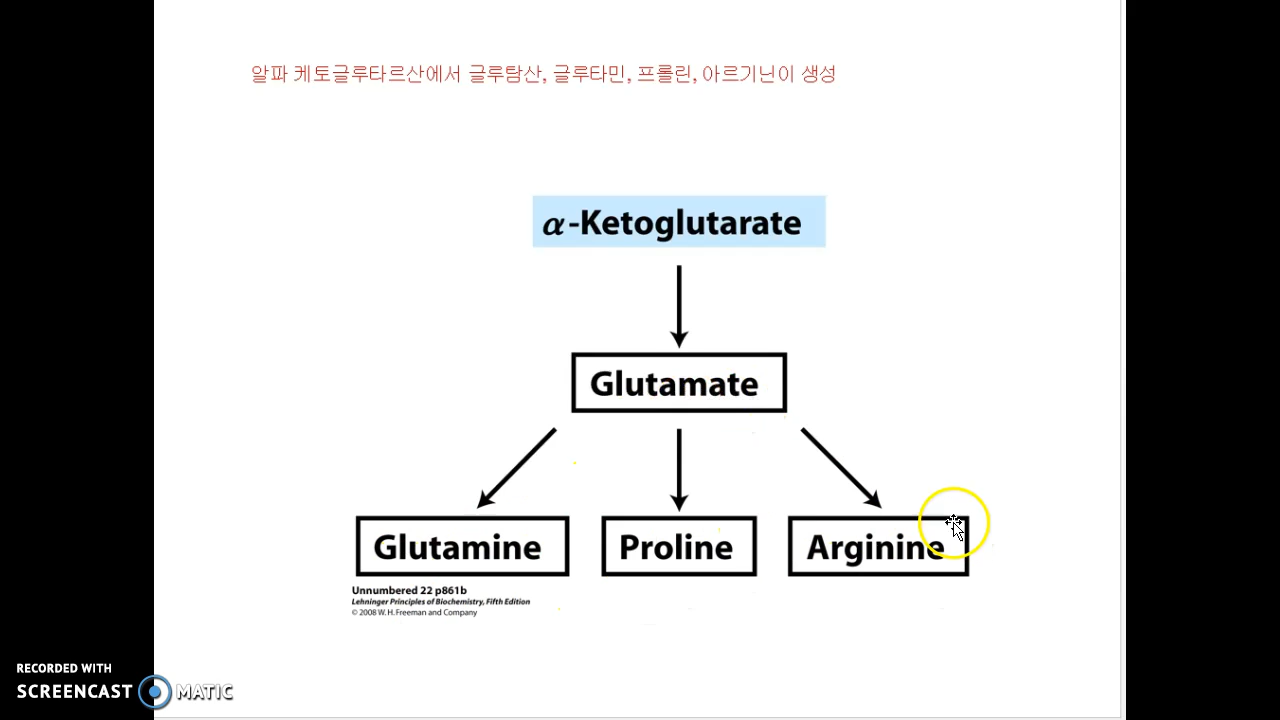 알파 케토글루타르산에서 글루탐산, 글루타민, 프롤린, 아르기닌이 생성
α-Ketoglutarate
Glutamate
Glutamine Proline Arginine
Unnumbered 22 p861b
Lehninger Principles of Biochemistry, Fifth Edition
© 2008 W. H. Freeman and Company
RECORDED WITH
SCREENCAST MATIC